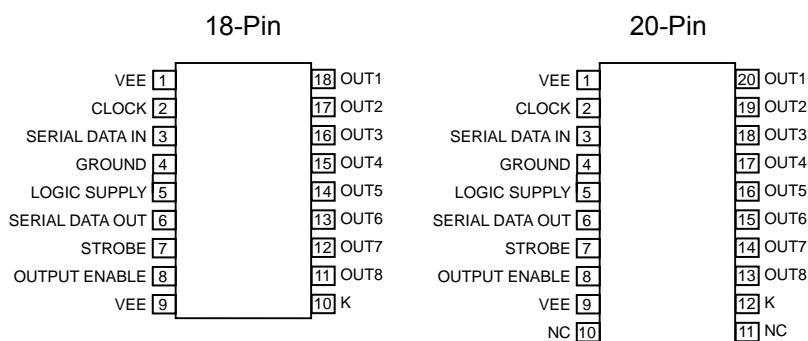 18-Pin
VEE 1
CLOCK 2
SERIAL DATA IN 3
GROUND 4
LOGIC SUPPLY 5
SERIAL DATA OUT 6
STROBE 7
OUTPUT ENABLE 8
VEE 9
18 OUT1
17 OUT2
16 OUT3
15 OUT4
14 OUT5
13 OUT6
12 OUT7
11 OUT8
10 K
20-Pin
VEE 1
CLOCK 2
SERIAL DATA IN 3
GROUND 4
LOGIC SUPPLY 5
SERIAL DATA OUT 6
STROBE 7
OUTPUT ENABLE 8
VEE 9
NC 10
20 OUT1
19 OUT2
18 OUT3
17 OUT4
16 OUT5
15 OUT6
14 OUT7
13 OUT8
12 K
11 NC